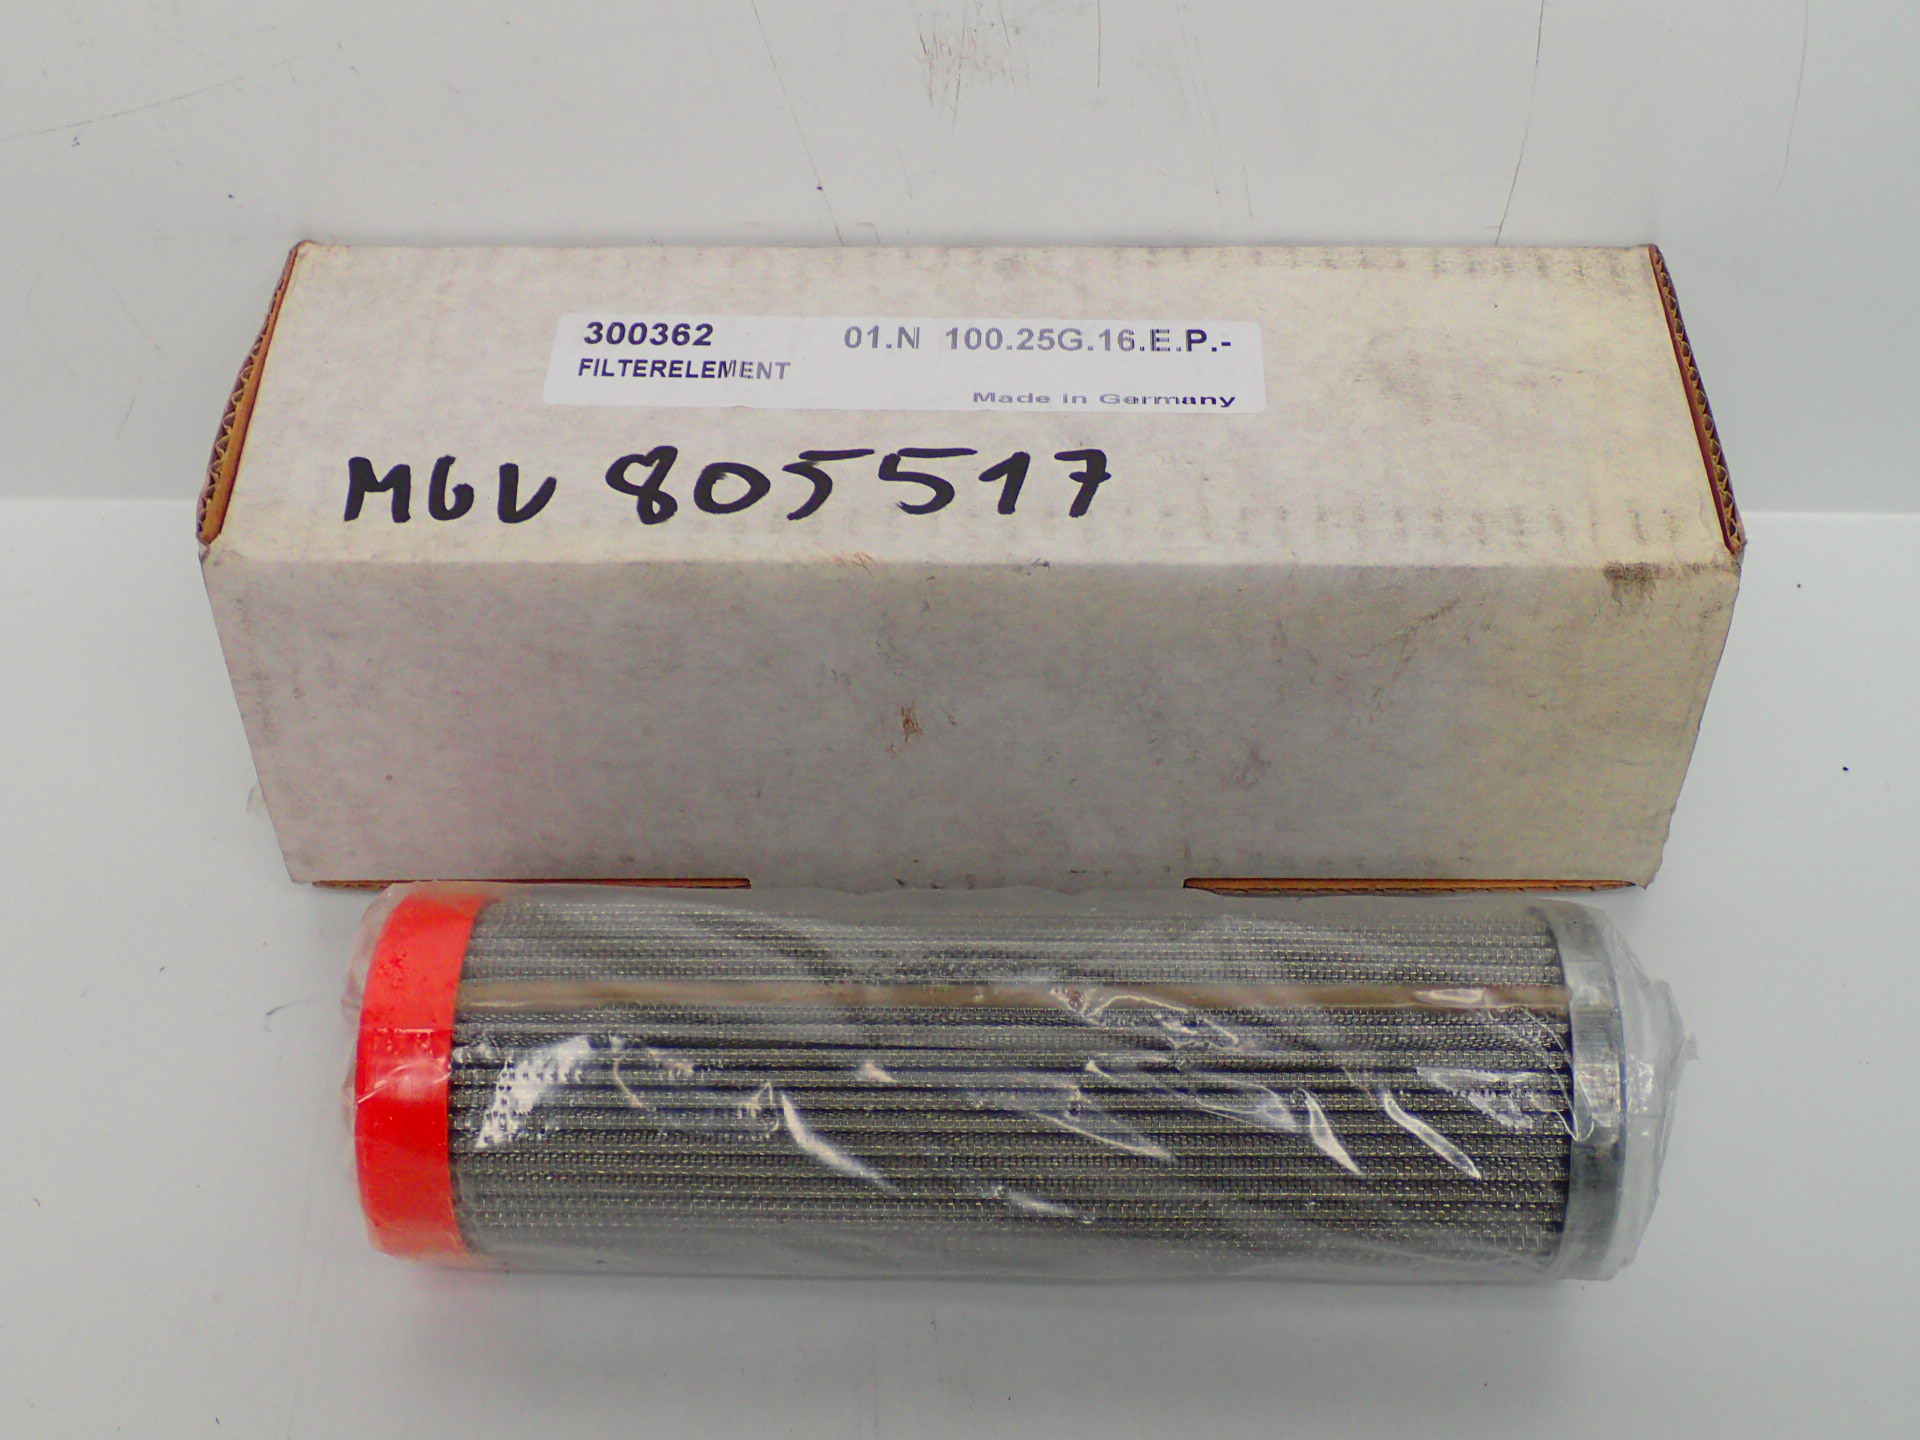 300362 01.N 100.25G.16.E.P.-
FILTERELEMENT
Made in Germany
MGV 805517